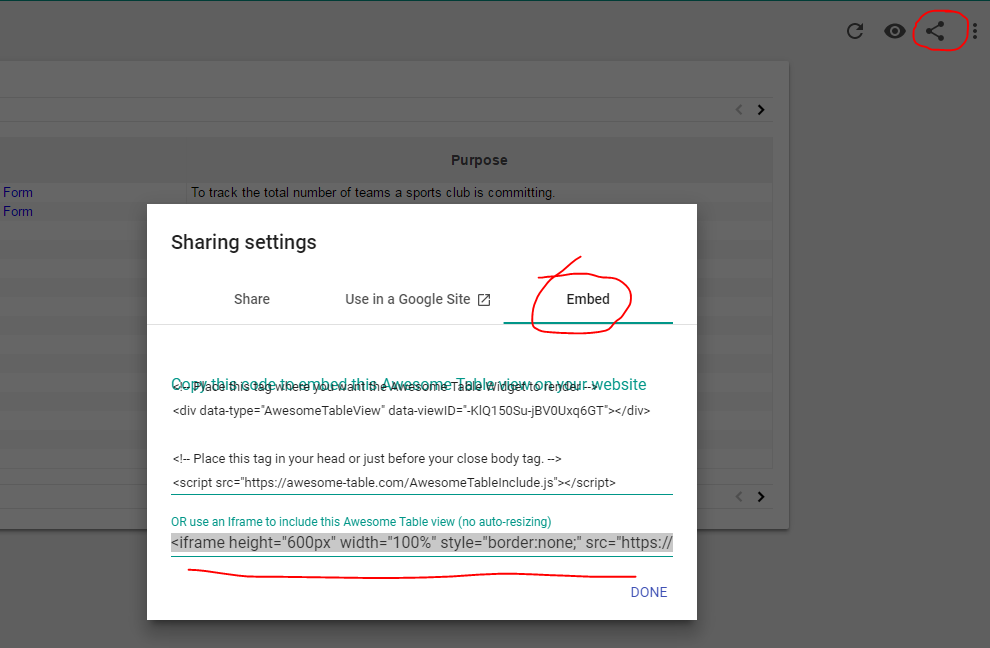 Purpose
Form To track the total number of teams a sports club is committing.
Form
Sharing settings
Share Use in a Google Site Embed
Copy this code to embed this Awesome Table view on your website
<!-- Place this tag where you want the Awesome Table Widget to render -->
<div data-type="AwesomeTableView" data-viewID="-KlQ150Su-jBV0Uxq6GT"></div>
<!-- Place this tag in your head or just before your close body tag. -->
<script src="https://awesome-table.com/AwesomeTableInclude.js"></script>
OR use an Iframe to include this Awesome Table view (no auto-resizing)
<iframe height="600px" width="100%" style="border:none;" src="https://
DONE